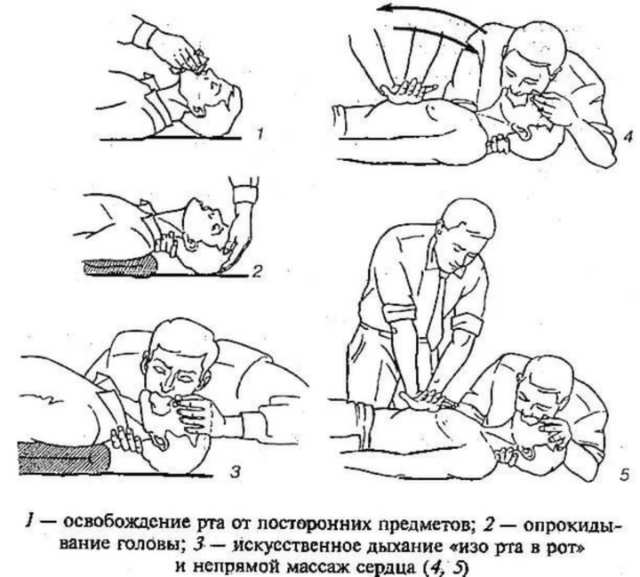 1
4
2
3
5
1 — освобождение рта от посторонних предметов; 2 — опрокиды-
вание головы; 3 — искусственное дыхание «изо рта в рот»
и непрямой массаж сердца (4, 5)